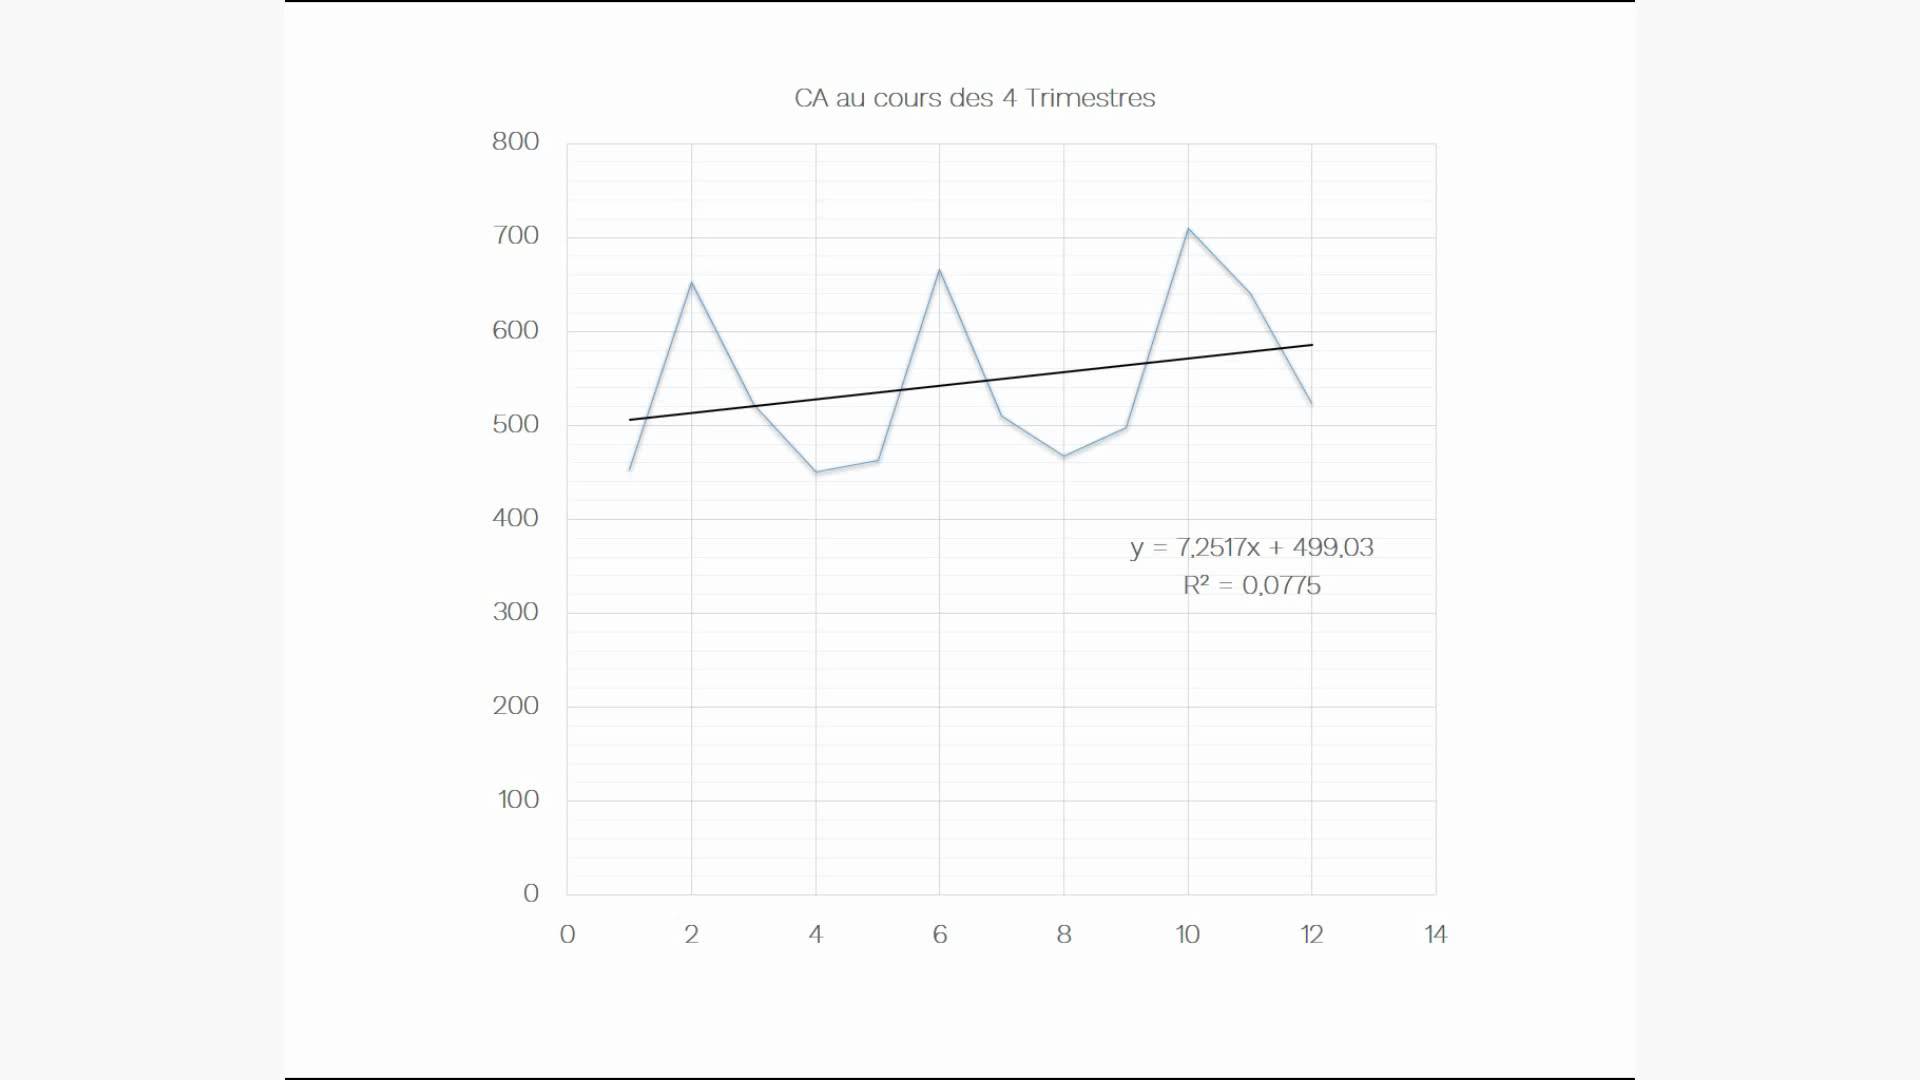 CA au cours des 4 Trimestres
800
700
600
500
400
300
200
100
0
y = 7,2517x + 499,03
R² = 0,0775
0 2 4 6 8 10 12 14